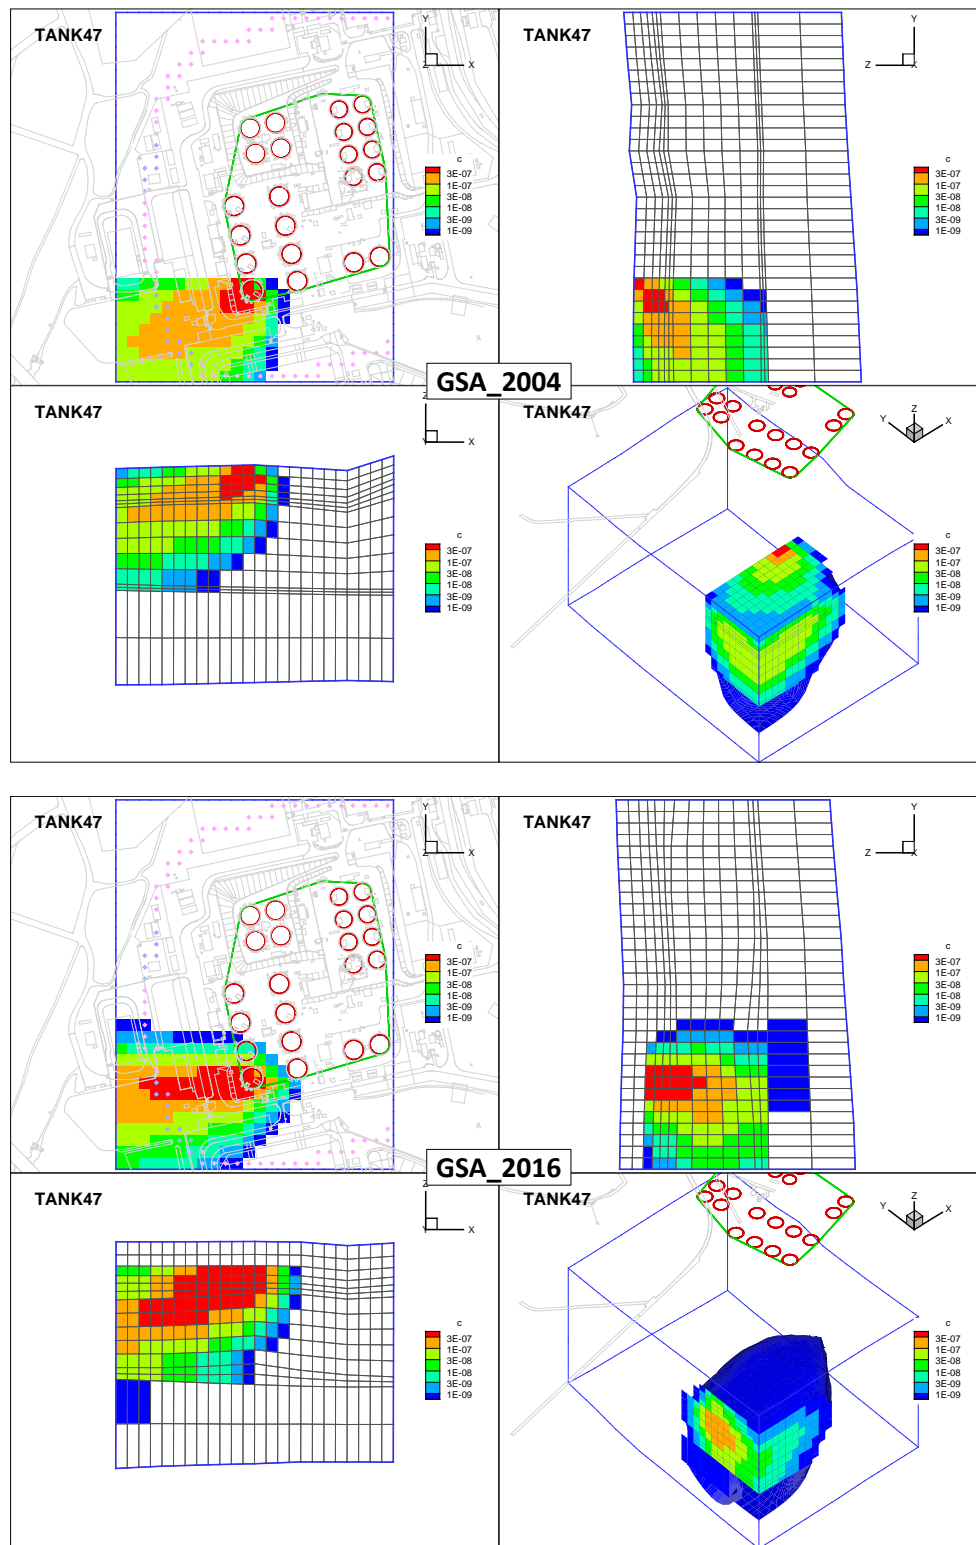 TANK47
Y
Z
X
c
3E-07
1E-07
3E-08
1E-08
3E-09
1E-09
TANK47
Y
Z
X
c
3E-07
1E-07
3E-08
1E-08
3E-09
1E-09
GSA_2004
TANK47
Z
Y
X
c
3E-07
1E-07
3E-08
1E-08
3E-09
1E-09
TANK47
Z
Y
X
c
3E-07
1E-07
3E-08
1E-08
3E-09
1E-09
TANK47
Y
Z
X
c
3E-07
1E-07
3E-08
1E-08
3E-09
1E-09
TANK47
Y
Z
X
c
3E-07
1E-07
3E-08
1E-08
3E-09
1E-09
GSA_2016
TANK47
Z
Y
X
c
3E-07
1E-07
3E-08
1E-08
3E-09
1E-09
TANK47
Z
Y
X
c
3E-07
1E-07
3E-08
1E-08
3E-09
1E-09